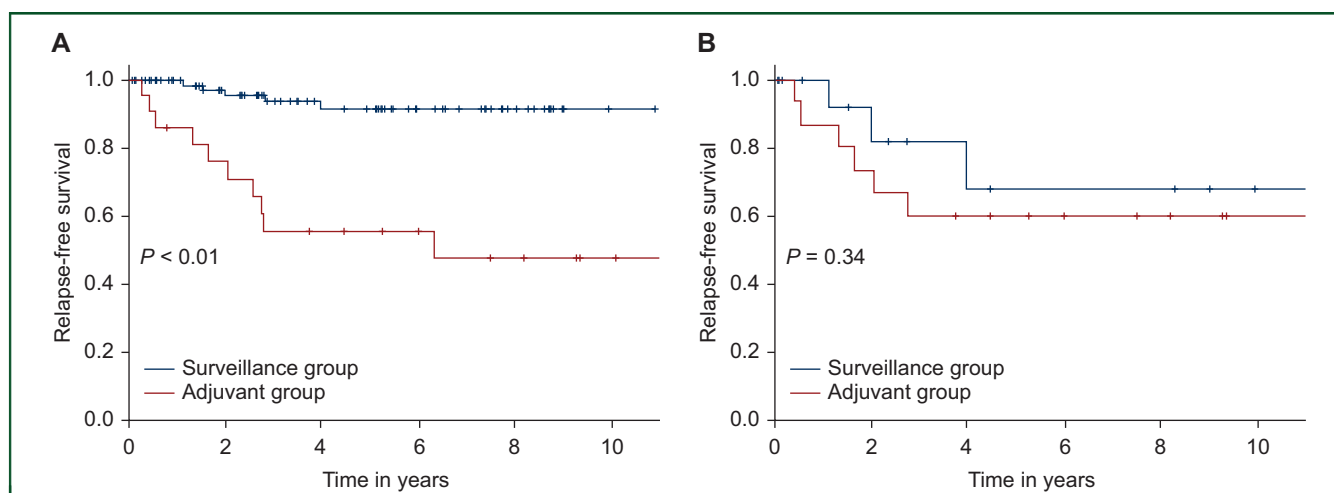 A
1.0
0.8
0.6
0.4
0.2
0.0
Relapse-free survival
P < 0.01
Surveillance group
Adjuvant group
0 2 4 6 8 10
Time in years
B
1.0
0.8
0.6
0.4
0.2
0.0
Relapse-free survival
P = 0.34
Surveillance group
Adjuvant group
0 2 4 6 8 10
Time in years